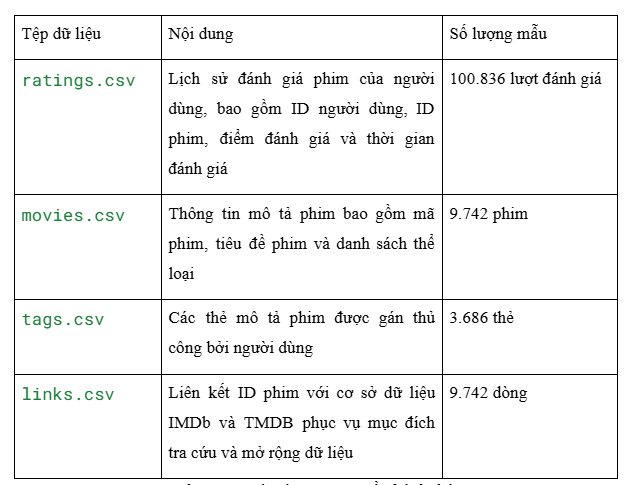 Tệp dữ liệu
Nội dung
Số lượng mẫu
ratings.csv
Lịch sử đánh giá phim của người
dùng, bao gồm ID người dùng, ID
phim, điểm đánh giá và thời gian
đánh giá
100.836 lượt đánh giá
movies.csv
Thông tin mô tả phim bao gồm mã
phim, tiêu đề phim và danh sách thể
loại
9.742 phim
tags.csv
Các thẻ mô tả phim được gán thủ
công bởi người dùng
3.686 thẻ
links.csv
Liên kết ID phim với cơ sở dữ liệu
IMDb và TMDB phục vụ mục đích
tra cứu và mở rộng dữ liệu
9.742 dòng